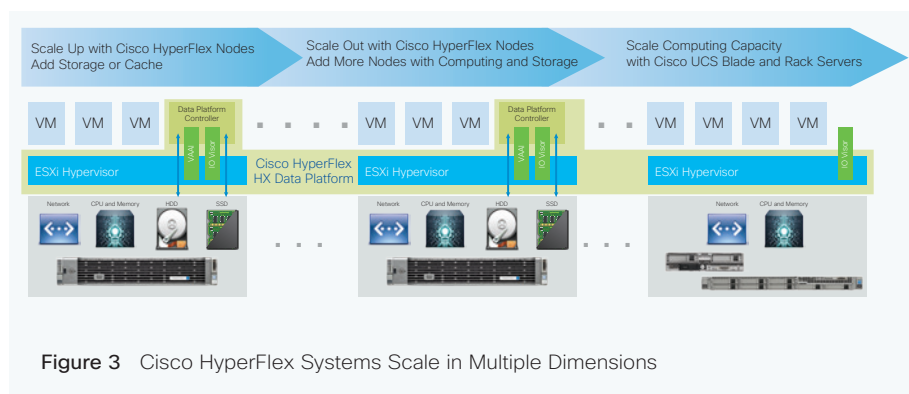 Scale Up with Cisco HyperFlex Nodes
Add Storage or Cache
Scale Out with Cisco HyperFlex Nodes
Add More Nodes with Computing and Storage
Scale Computing Capacity
with Cisco UCS Blade and Rack Servers
VM VM VM
Data Platform
Controller
VAAI
IO Visor
VM VM VM
Data Platform
Controller
VAAI
IO Visor
VM VM VM VM
IO Visor
ESXi Hypervisor
Cisco HyperFlex
HX Data Platform
ESXi Hypervisor
ESXi Hypervisor
Network CPU and Memory HDD SSD
Network CPU and Memory HDD SSD
Network CPU and Memory
Figure 3 Cisco HyperFlex Systems Scale in Multiple Dimensions